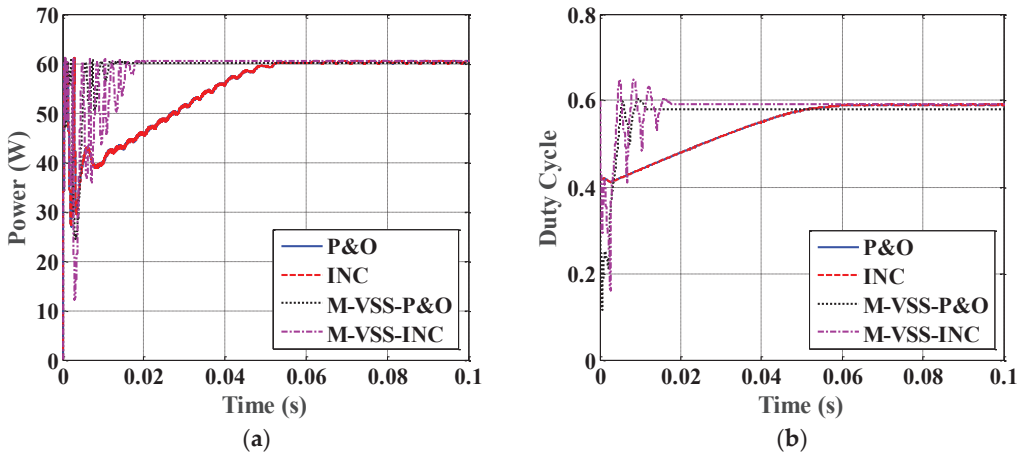 70
60
50
40
30
20
10
0
Power (W)
P&O
INC
M-VSS-P&O
M-VSS-INC
0 0.02 0.04 0.06 0.08 0.1
Time (s)
(a)
0.8
0.6
0.4
0.2
0
Duty Cycle
P&O
INC
M-VSS-P&O
M-VSS-INC
0 0.02 0.04 0.06 0.08 0.1
Time (s)
(b)